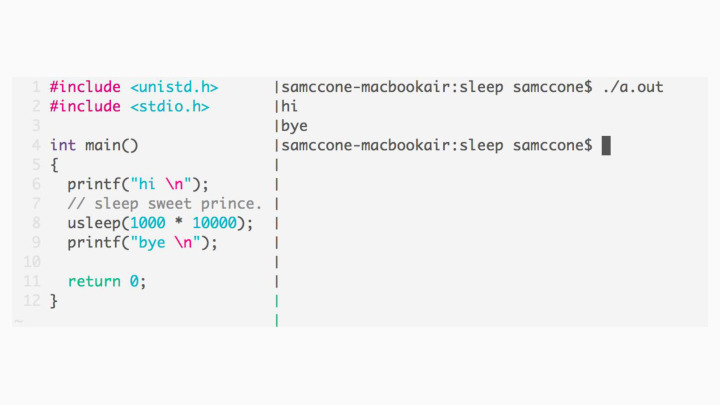 1 #include <unistd.h>
2 #include <stdio.h>
3
4 int main()
5 {
6   printf("hi \n");
7   // sleep sweet prince.
8   usleep(1000 * 10000);
9   printf("bye \n");
10
11   return 0;
12 }
~
|samccone-macbookair:sleep samccone$ ./a.out
|hi
|bye
|samccone-macbookair:sleep samccone$